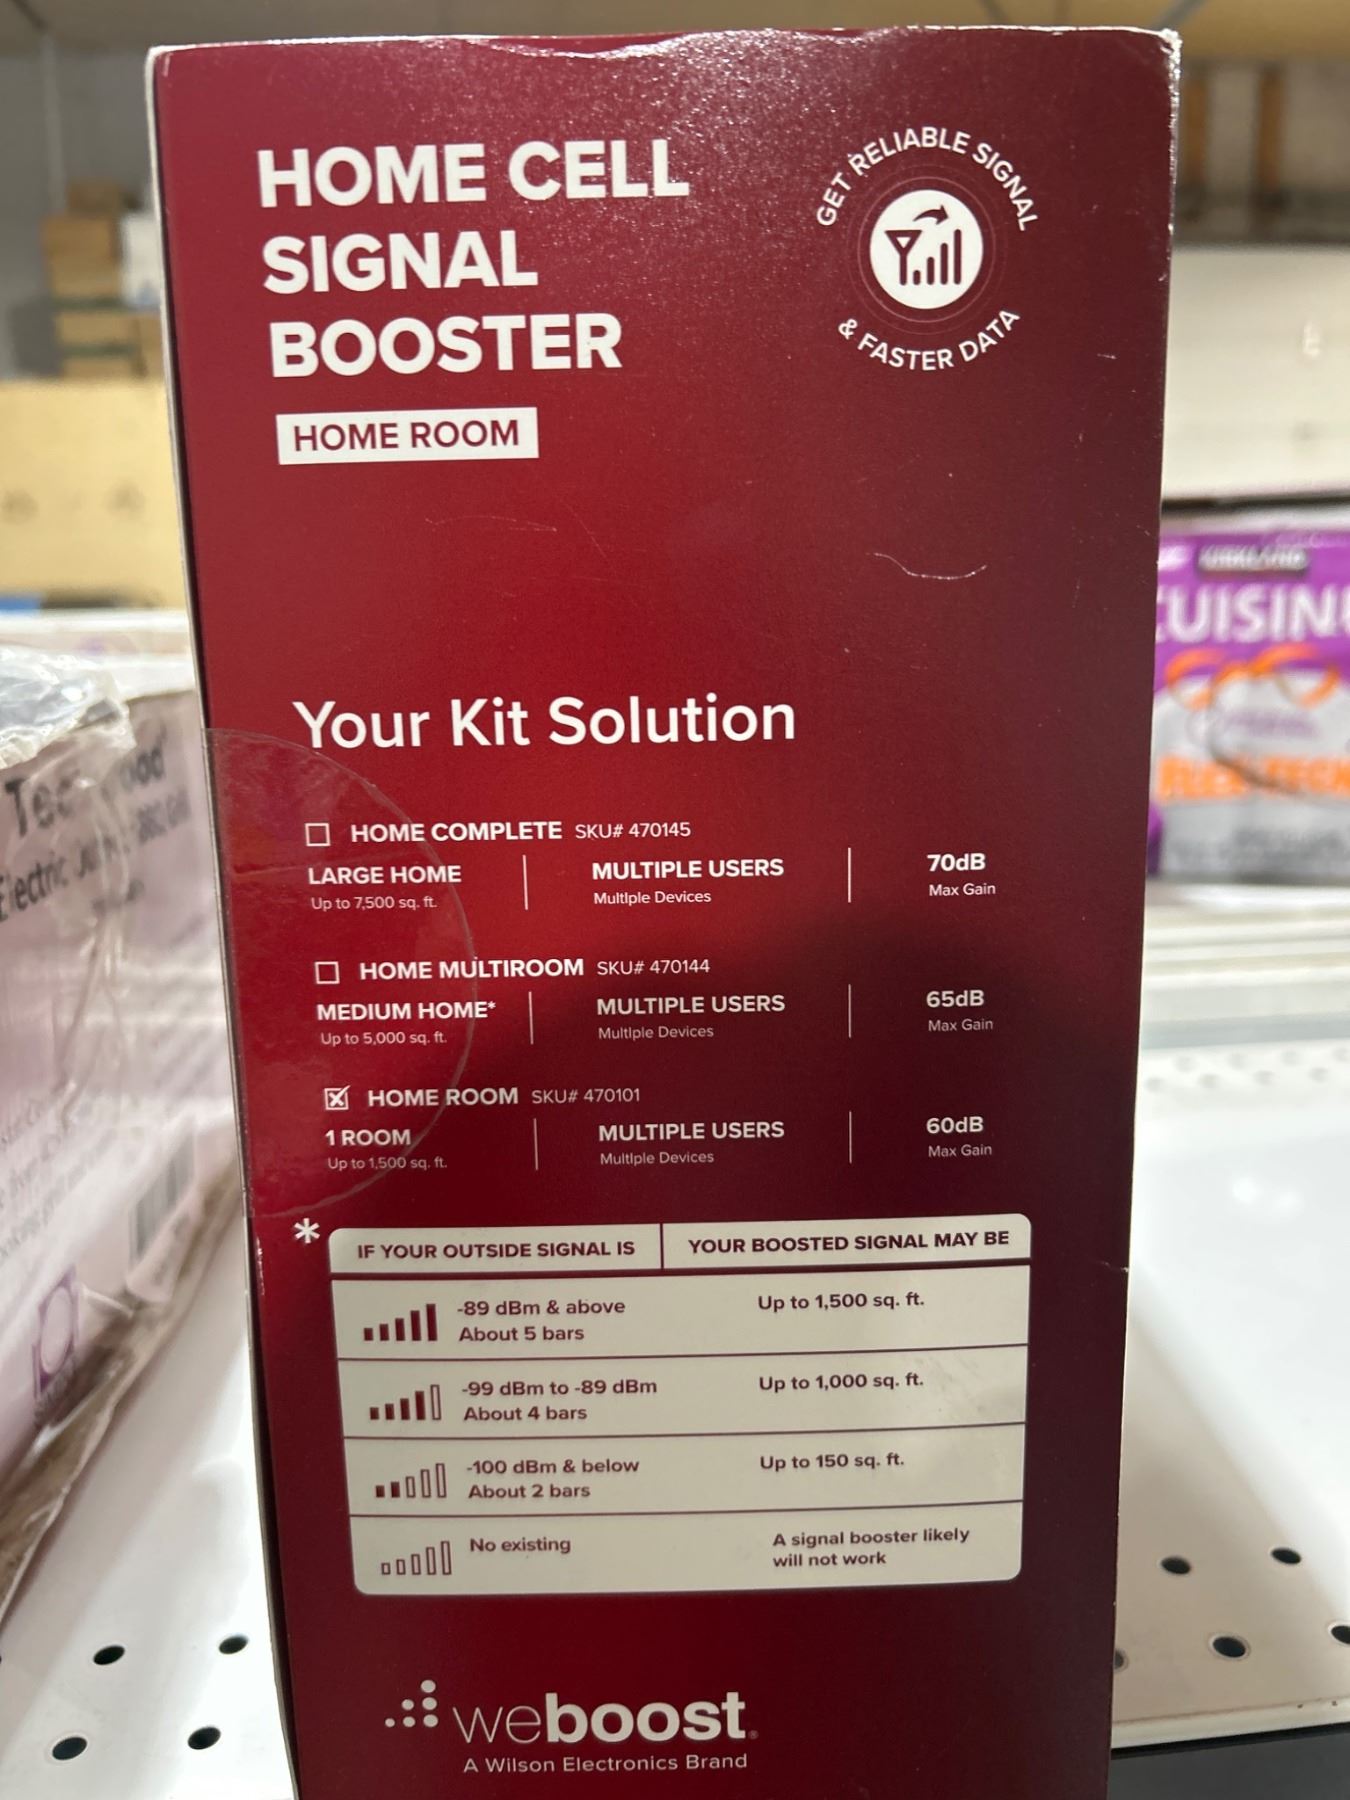 HOME CELL
SIGNAL
BOOSTER
HOME ROOM
GET RELIABLE SIGNAL
& FASTER DATA
Your Kit Solution
HOME COMPLETE SKU# 470145
LARGE HOME MULTIPLE USERS 70dB
Up to 7,500 sq. ft. Multiple Devices Max Gain
HOME MULTIROOM SKU# 470144
MEDIUM HOME* MULTIPLE USERS 65dB
Up to 5,000 sq. ft. Multiple Devices Max Gain
HOME ROOM SKU# 470101
1 ROOM MULTIPLE USERS 60dB
Up to 1,500 sq. ft. Multiple Devices Max Gain
* IF YOUR OUTSIDE SIGNAL IS YOUR BOOSTED SIGNAL MAY BE
-89 dBm & above Up to 1,500 sq. ft.
About 5 bars
-99 dBm to -89 dBm Up to 1,000 sq. ft.
About 4 bars
-100 dBm & below Up to 150 sq. ft.
About 2 bars
No existing A signal booster likely
will not work
weboost
A Wilson Electronics Brand
KIRKLAND
Electric